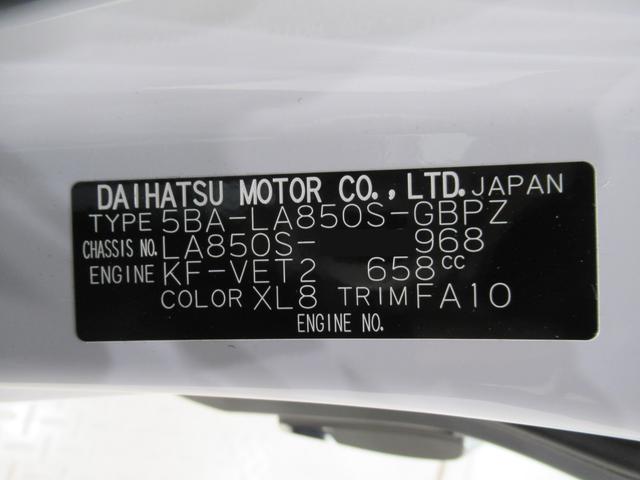 DAIHATSU MOTOR CO., LTD. JAPAN
TYPE 5BA-LA850S-GBPZ
CHASSIS NO. LA850S- 968
ENGINE KF-VET2 658cc
COLOR XL8 TRIM FA10
ENGINE NO.